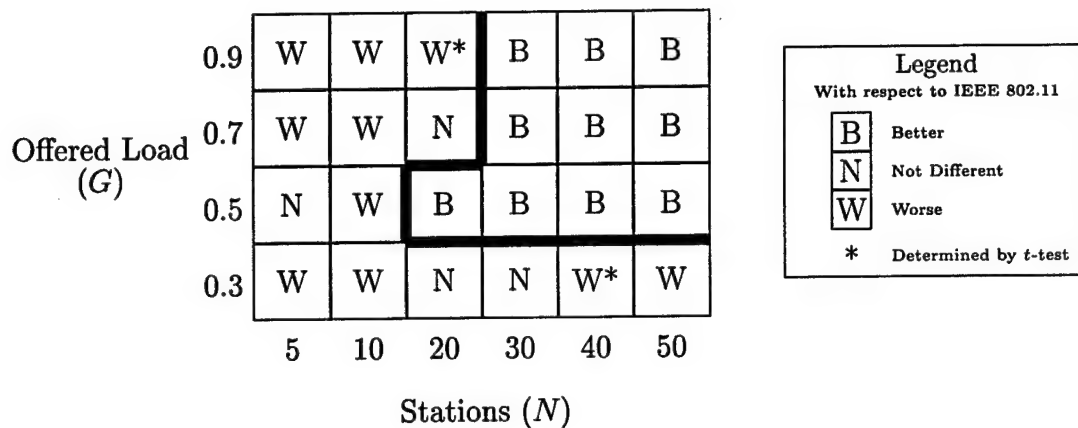 0.9 W W W* B B B
0.7 W W N B B B
Offered Load
(G)
0.5 N W B B B B
0.3 W W N N W* W
5 10 20 30 40 50
Stations (N)
Legend
With respect to IEEE 802.11
B Better
N Not Different
W Worse
* Determined by t-test